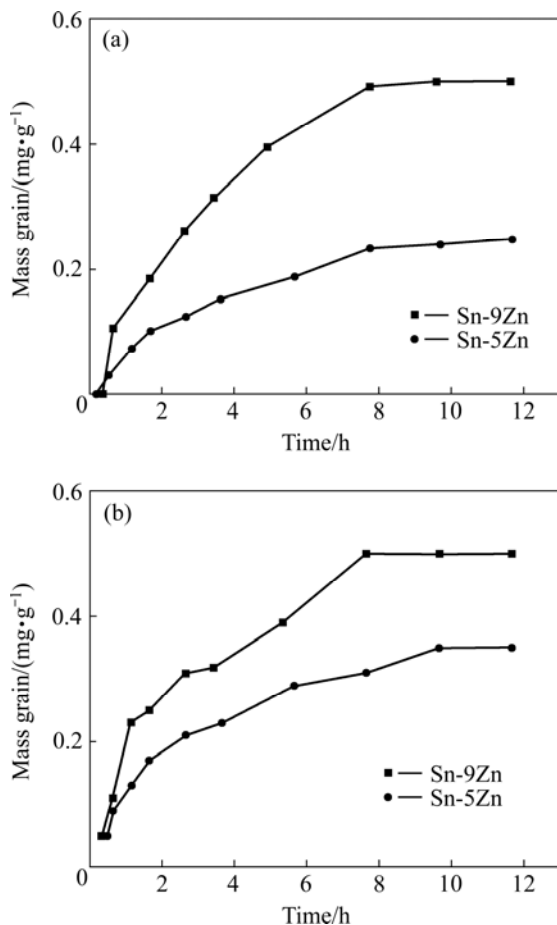 0.6
(a)
0.4
0.2
0
Mass grain/(mg•g⁻¹)
Sn-9Zn
Sn-5Zn
2 4 6 8 10 12
Time/h
0.6
(b)
0.4
0.2
0
Mass grain/(mg•g⁻¹)
Sn-9Zn
Sn-5Zn
2 4 6 8 10 12
Time/h